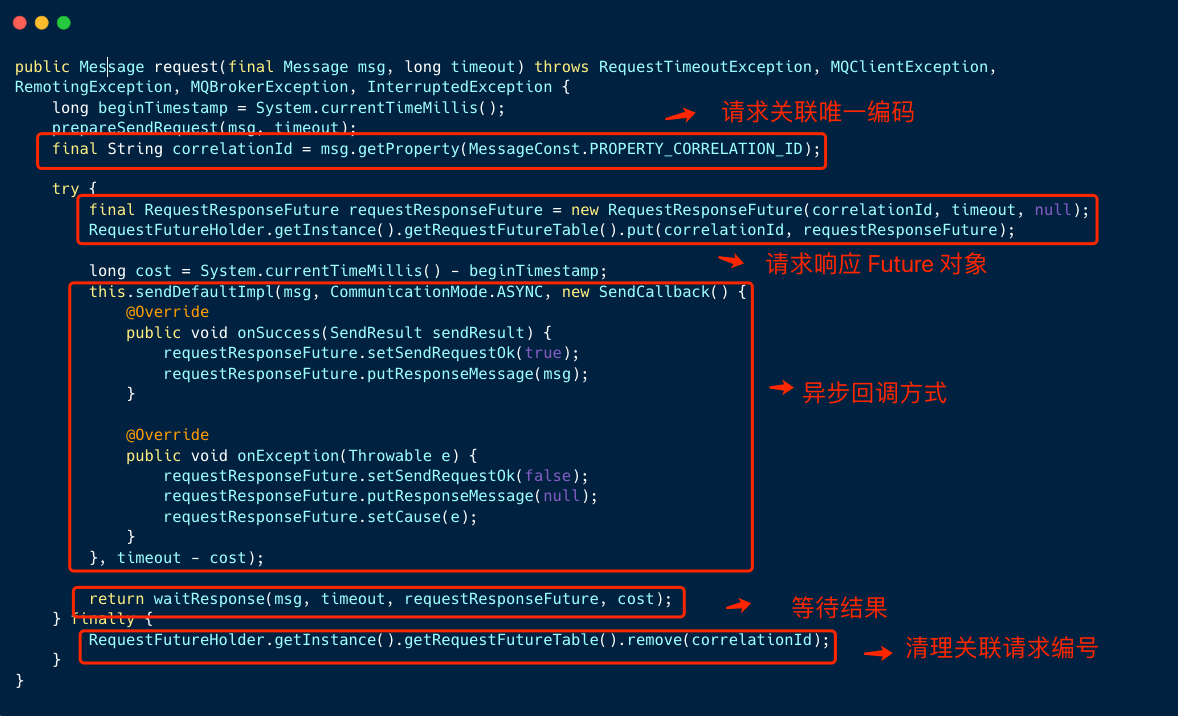 public Message request(final Message msg, long timeout) throws RequestTimeoutException, MQClientException,
RemotingException, MQBrokerException, InterruptedException {
long beginTimestamp = System.currentTimeMillis();
请求关联唯一编码
prepareSendRequest(msg, timeout);
final String correlationId = msg.getProperty(MessageConst.PROPERTY_CORRELATION_ID);
try {
final RequestResponseFuture requestResponseFuture = new RequestResponseFuture(correlationId, timeout, null);
RequestFutureHolder.getInstance().getRequestFutureTable().put(correlationId, requestResponseFuture);
请求响应 Future 对象
long cost = System.currentTimeMillis() - beginTimestamp;
this.sendDefaultImpl(msg, CommunicationMode.ASYNC, new SendCallback() {
@Override
public void onSuccess(SendResult sendResult) {
requestResponseFuture.setSendRequestOk(true);
requestResponseFuture.putResponseMessage(msg);
}
异步回调方式
@Override
public void onException(Throwable e) {
requestResponseFuture.setSendRequestOk(false);
requestResponseFuture.putResponseMessage(null);
requestResponseFuture.setCause(e);
}
}, timeout - cost);
return waitResponse(msg, timeout, requestResponseFuture, cost);
等待结果
} finally {
RequestFutureHolder.getInstance().getRequestFutureTable().remove(correlationId);
清理关联请求编号
}
}